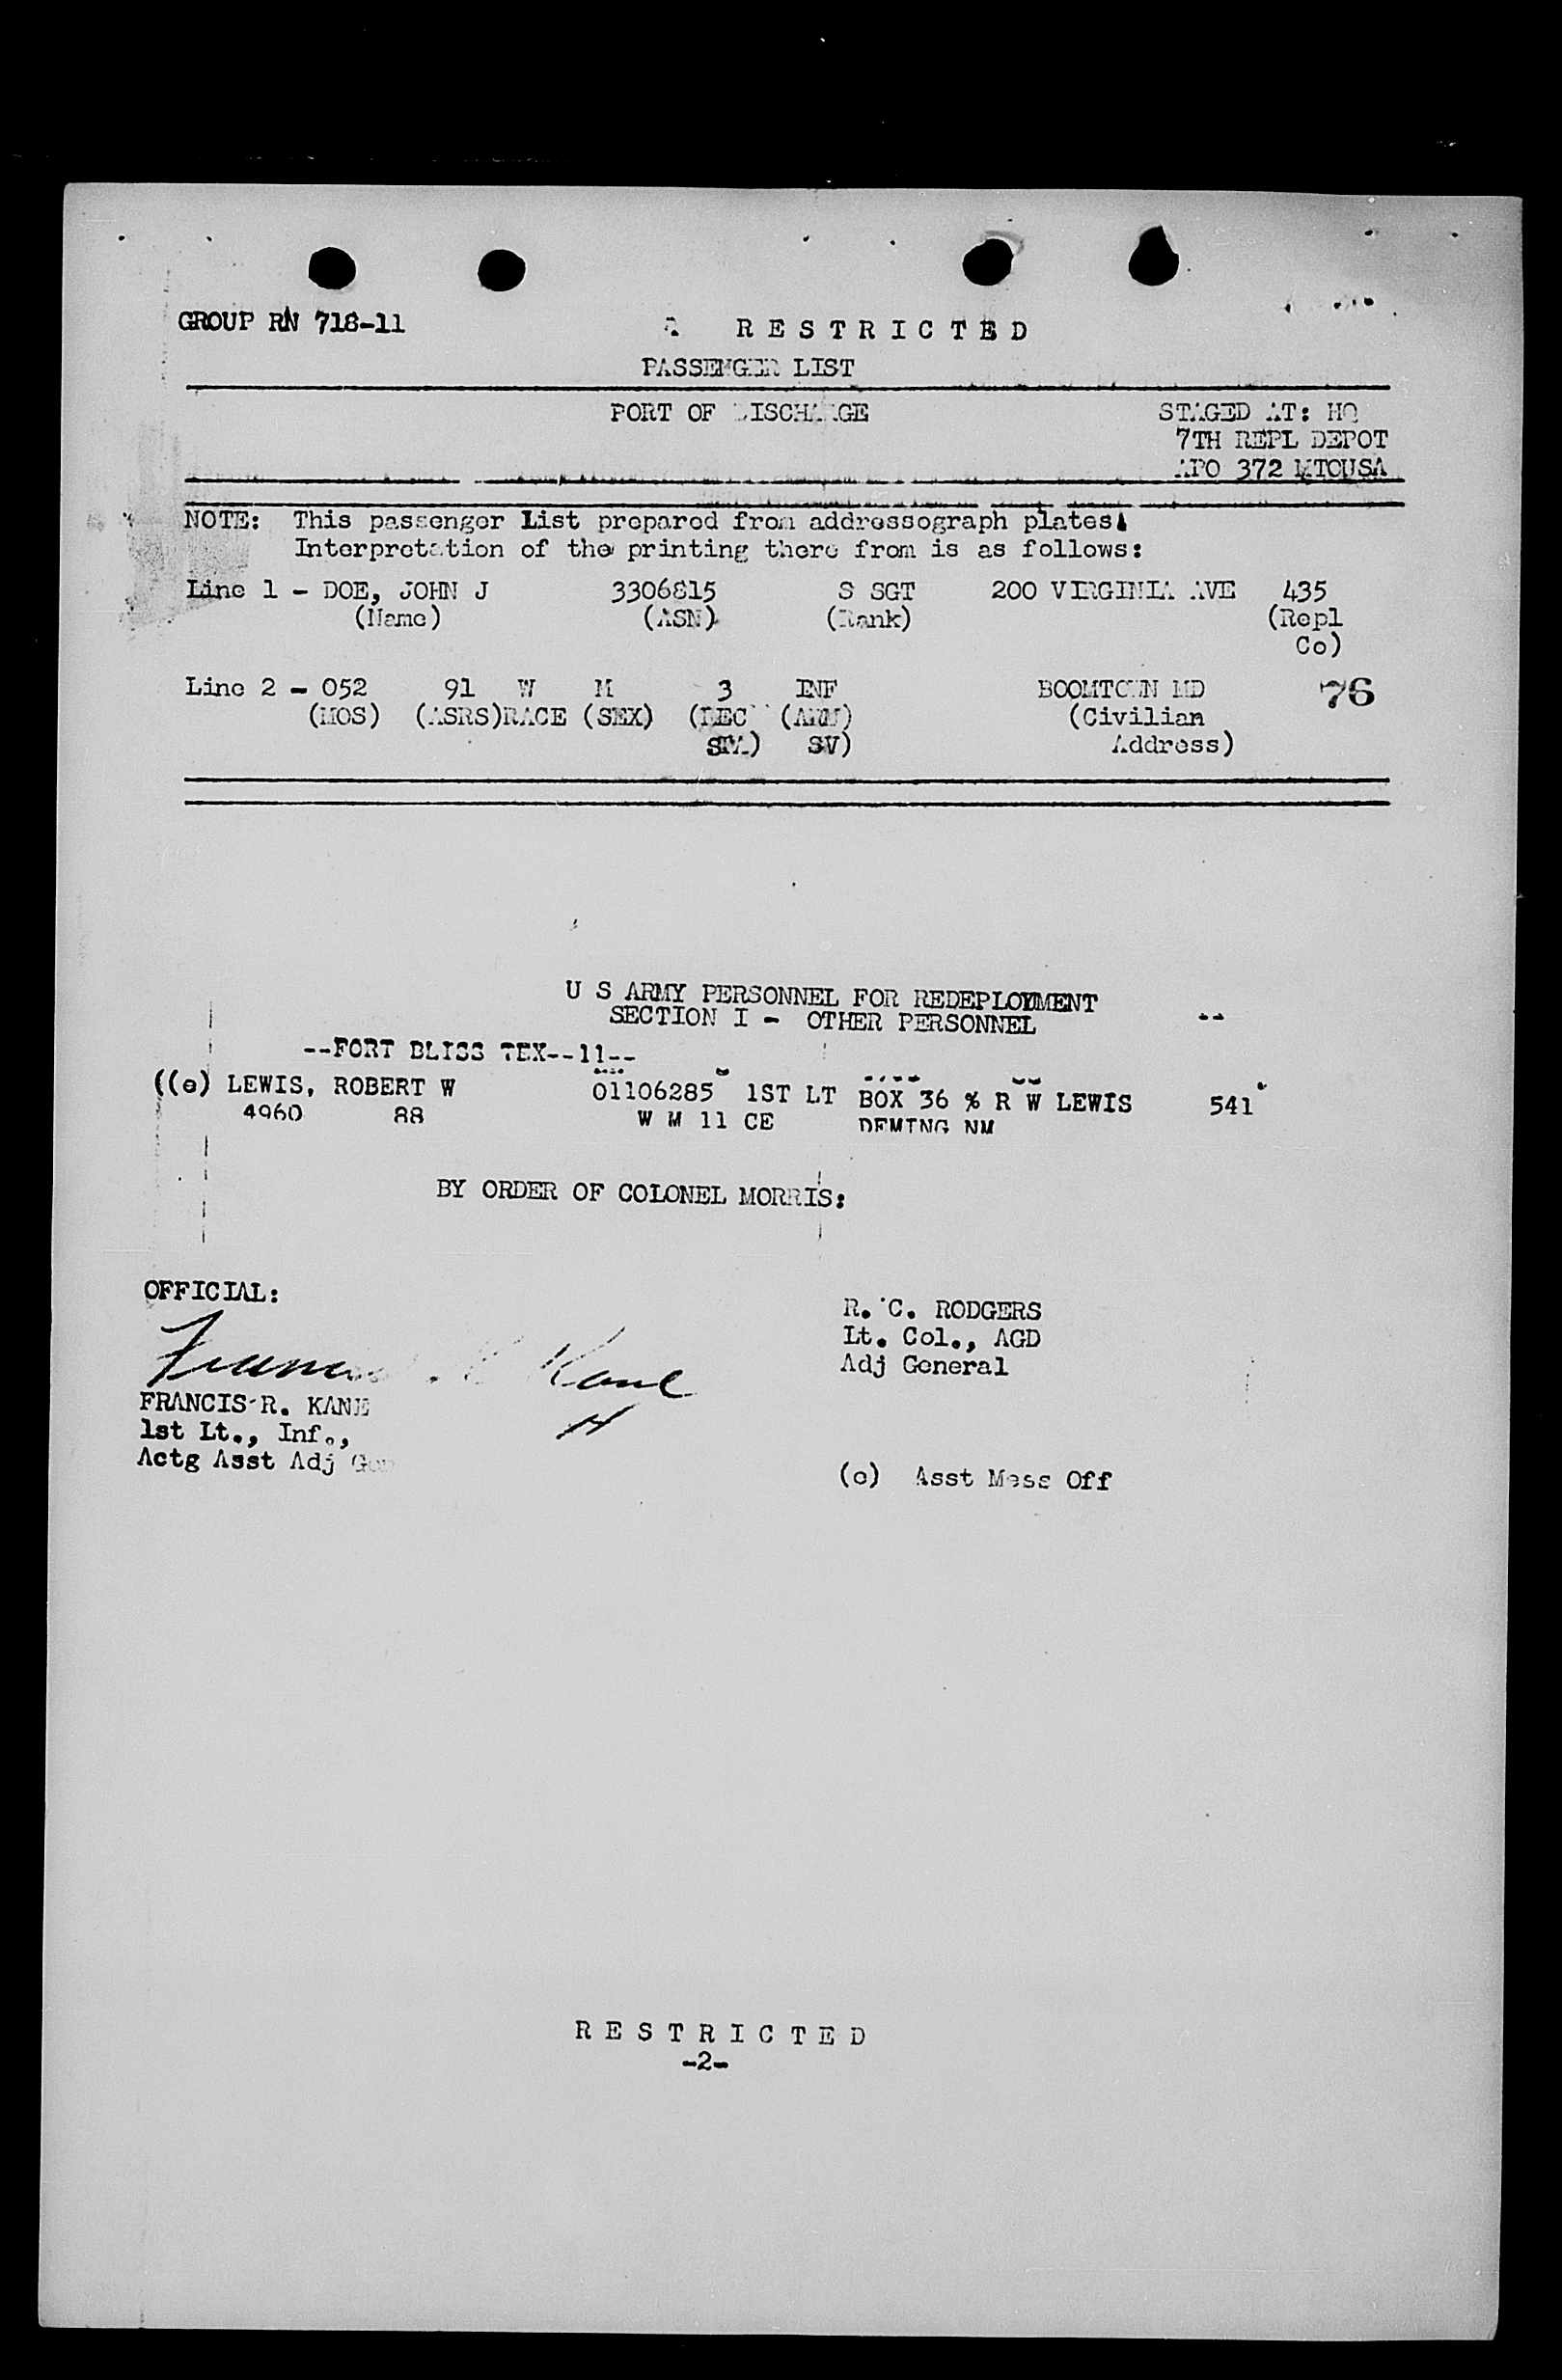 GROUP RN 718-11
R E S T R I C T E D
PASSENGER LIST
PORT OF DISCHARGE STAGED AT: HQ
7TH REPL DEPOT
APO 372 MTOUSA
NOTE: This passenger List prepared from addressograph plates.
Interpretation of the printing there from is as follows:
Line 1 - DOE, JOHN J 3306815 S SGT 200 VIRGINIA AVE 435
(Name) (ASN) (Rank) (Repl
Co)
Line 2 - 052 91 W M 3 INF BOOMTOWN MD 76
(MOS) (ASRS)RACE (SEX) (REC (ARM) (Civilian
STA) SV) Address)
U S ARMY PERSONNEL FOR REDEPLOYMENT
SECTION I - OTHER PERSONNEL
--FORT BLISS TEX--11--
((e) LEWIS, ROBERT W 01106285 1ST LT BOX 36 % R W LEWIS 541
4960 88 W M 11 CE DEMING NM
BY ORDER OF COLONEL MORRIS:
OFFICIAL:
R. C. RODGERS
Lt. Col., AGD
Adj General
Francis R Kane
H
FRANCIS R. KANE
1st Lt., Inf.,
Actg Asst Adj Gen
(e) Asst Mess Off
R E S T R I C T E D
-2-